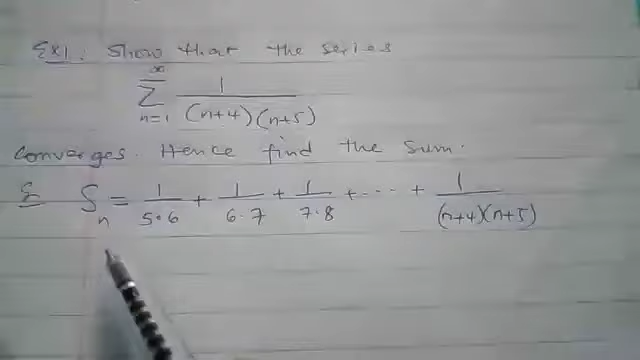 Ex1. Show that the series
∞ Σ n=1 1/((n+4)(n+5))
converges. Hence find the sum.
S_n = 1/(5·6) + 1/(6·7) + 1/(7·8) + ··· + 1/((n+4)(n+5))